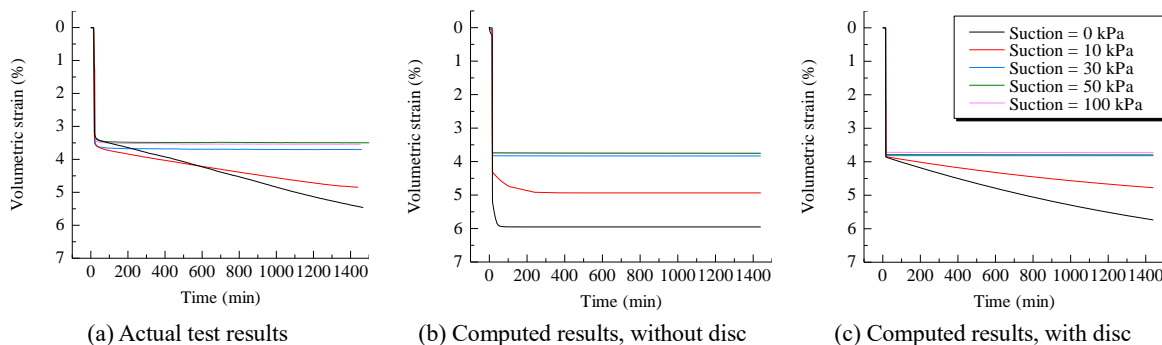 0
1
2
3
4
5
6
7
Volumetric strain (%)
0 200 400 600 800 1000 1200 1400
Time (min)
(a) Actual test results
0
1
2
3
4
5
6
7
Volumetric strain (%)
0 200 400 600 800 1000 1200 1400
Time (min)
(b) Computed results, without disc
0
1
2
3
4
5
6
7
Volumetric strain (%)
Suction = 0 kPa
Suction = 10 kPa
Suction = 30 kPa
Suction = 50 kPa
Suction = 100 kPa
0 200 400 600 800 1000 1200 1400
Time (min)
(c) Computed results, with disc